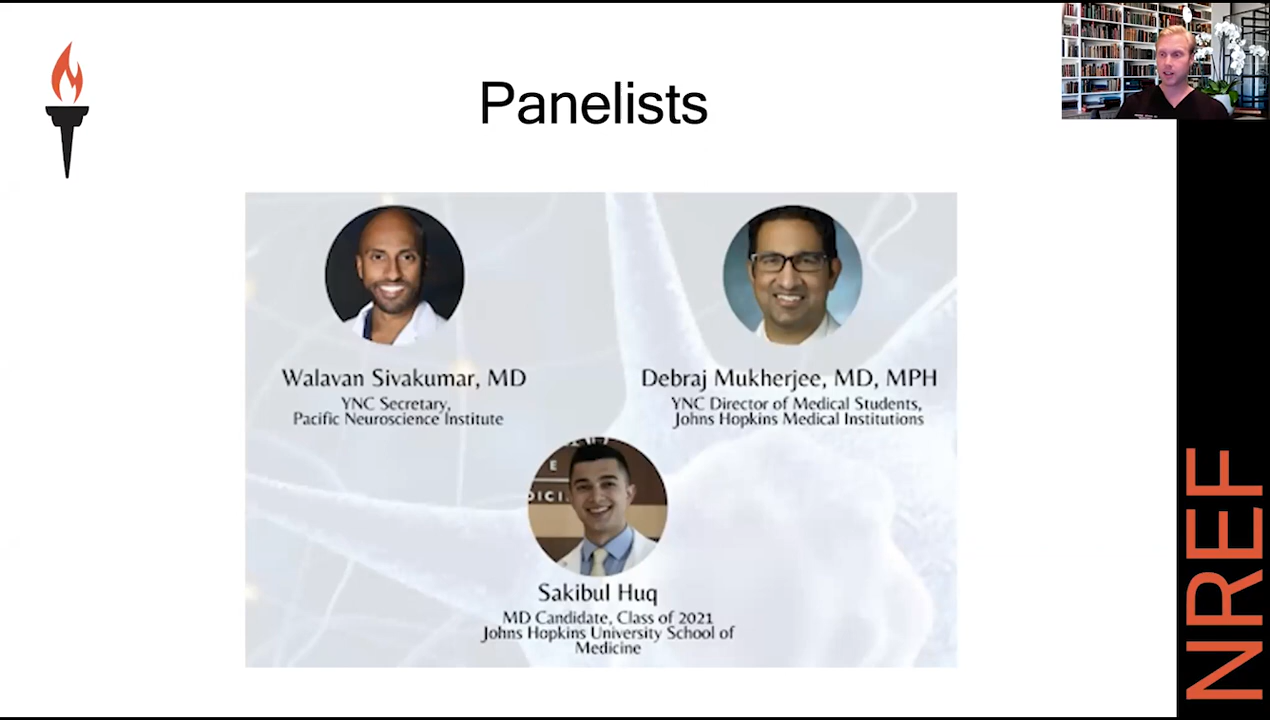 Panelists
Walavan Sivakumar, MD
YNC Secretary,
Pacific Neuroscience Institute
Debraj Mukherjee, MD, MPH
YNC Director of Medical Students,
Johns Hopkins Medical Institutions
E
DICI
Sakibul Huq
MD Candidate, Class of 2021
Johns Hopkins University School of
Medicine
NREF